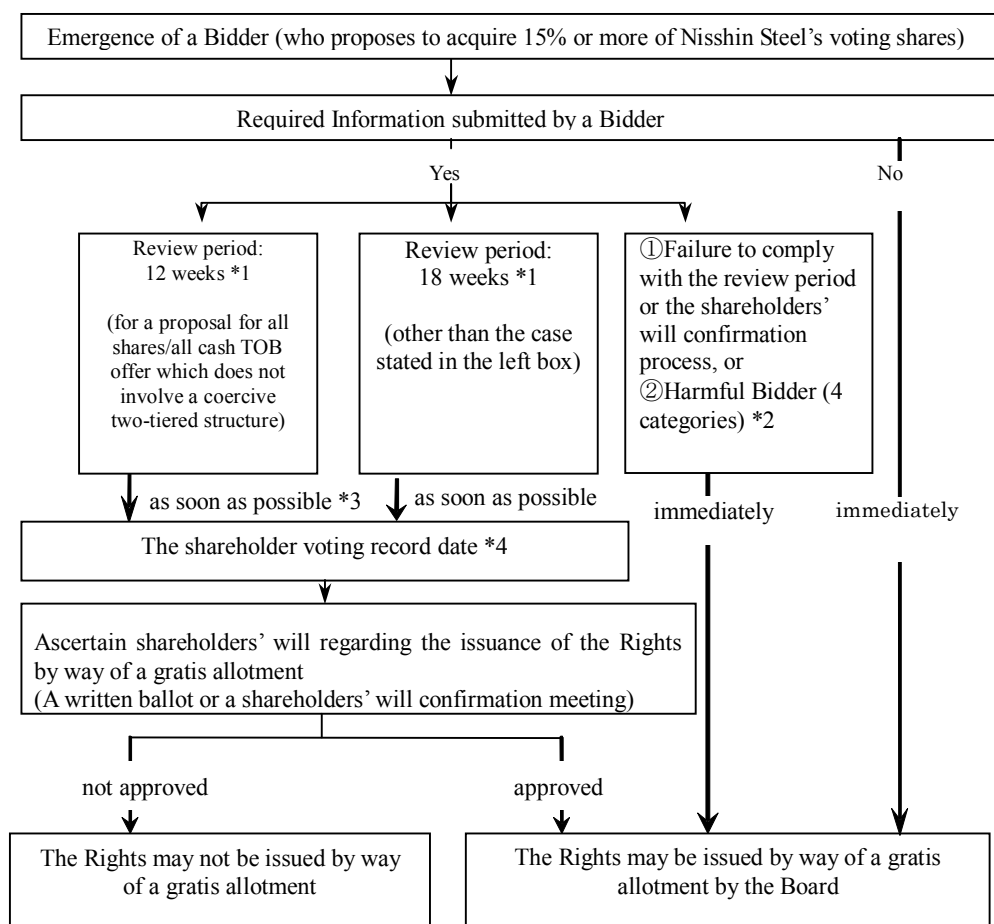 Emergence of a Bidder (who proposes to acquire 15% or more of Nisshin Steel’s voting shares)
Required Information submitted by a Bidder
Yes
No
Review period:
12 weeks *1
(for a proposal for all
shares/all cash TOB
offer which does not
involve a coercive
two-tiered structure)
Review period:
18 weeks *1
(other than the case
stated in the left box)
①Failure to comply
with the review period
or the shareholders’
will confirmation
process, or
②Harmful Bidder (4
categories) *2
as soon as possible *3
as soon as possible
immediately
immediately
The shareholder voting record date *4
Ascertain shareholders’ will regarding the issuance of the Rights
by way of a gratis allotment
(A written ballot or a shareholders’ will confirmation meeting)
not approved
approved
The Rights may not be issued by way
of a gratis allotment
The Rights may be issued by way of a gratis
allotment by the Board